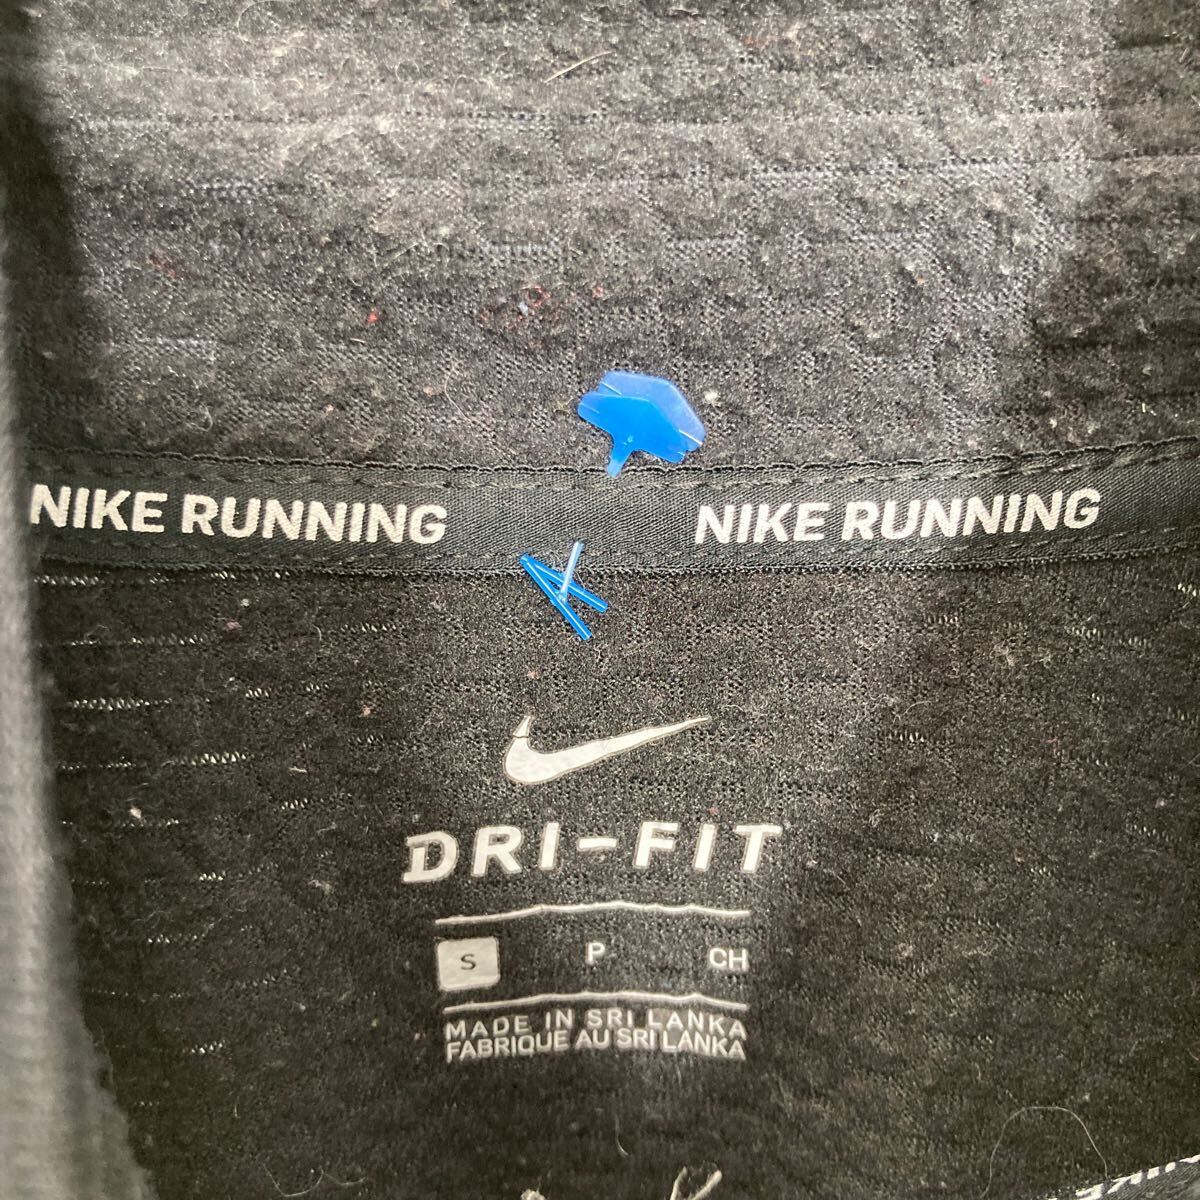 NIKE RUNNING NIKE RUNNING
DRI-FIT
S P CH
MADE IN SRI LANKA
FABRIQUE AU SRI LANKA